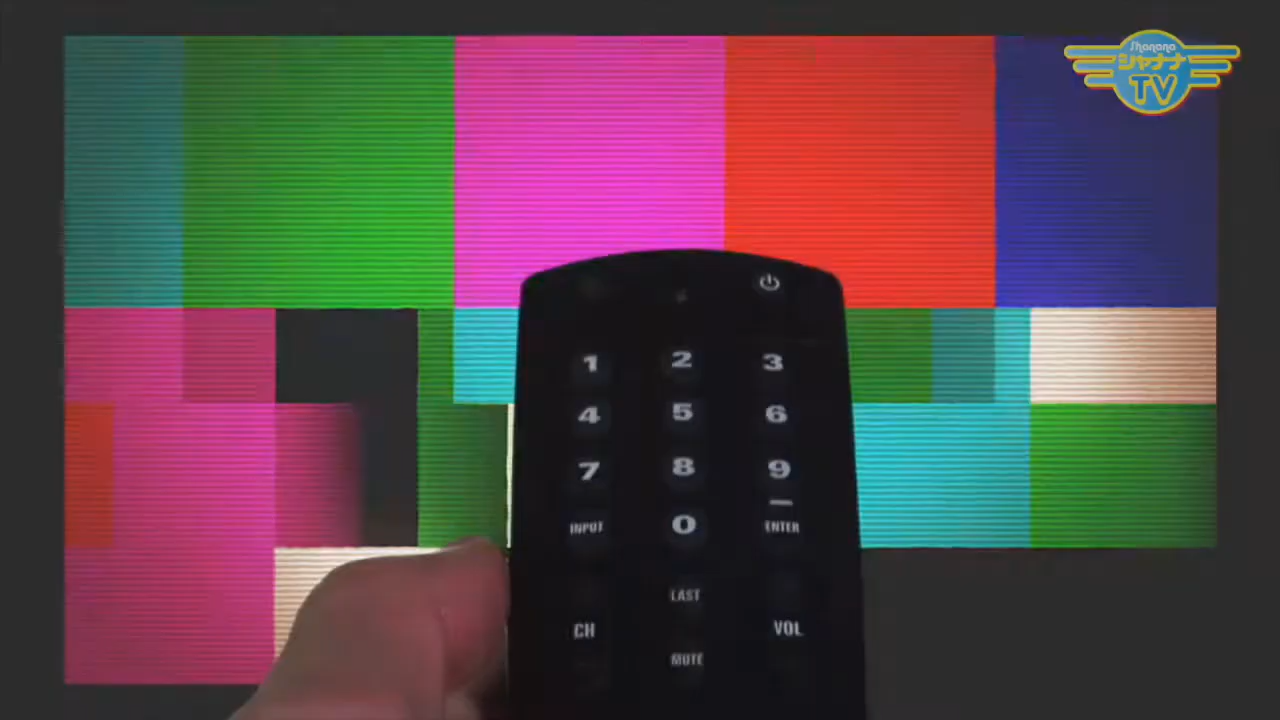 Shanana
シャナナ
TV
1 2 3
4 5 6
7 8 9
INPUT 0 ENTER
LAST
CH VOL
MUTE